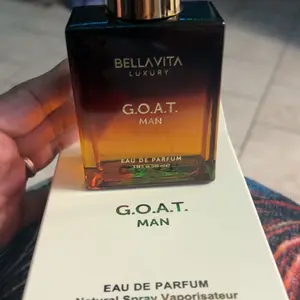 BELLAVITA
LUXURY
G.O.A.T.
MAN
EAU DE PARFUM
G.O.A.T.
MAN
EAU DE PARFUM
Natural Spray Vaporisateur